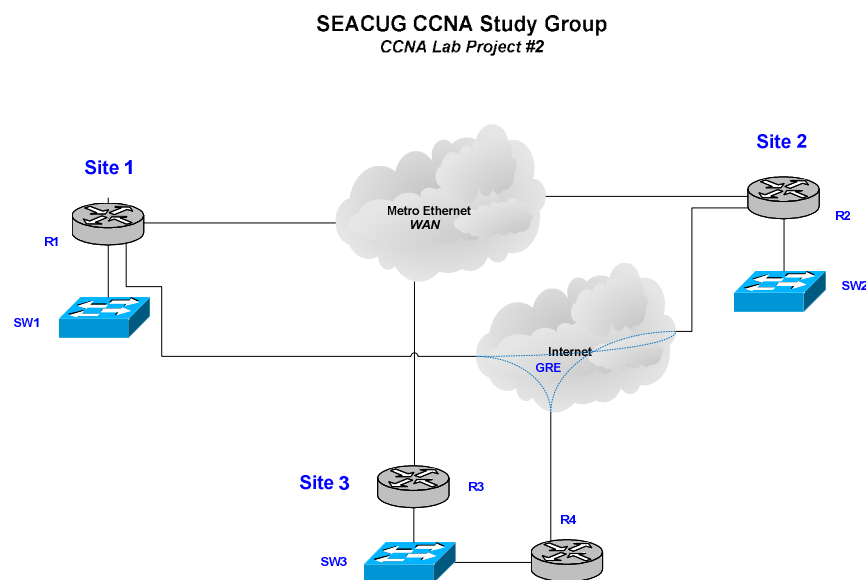 SEACUG CCNA Study Group
CCNA Lab Project #2
Site 1
Site 2
Metro Ethernet
WAN
R1
R2
SW1
SW2
Internet
GRE
Site 3
R3
R4
SW3